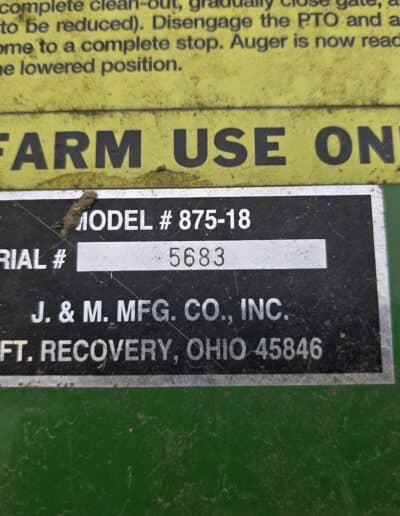 complete clean-out, gradually close gate, a
to be reduced). Disengage the PTO and a
ome to a complete stop. Auger is now read
he lowered position.
FARM USE ON
MODEL # 875-18
RIAL # 5683
J. & M. MFG. CO., INC.
FT. RECOVERY, OHIO 45846